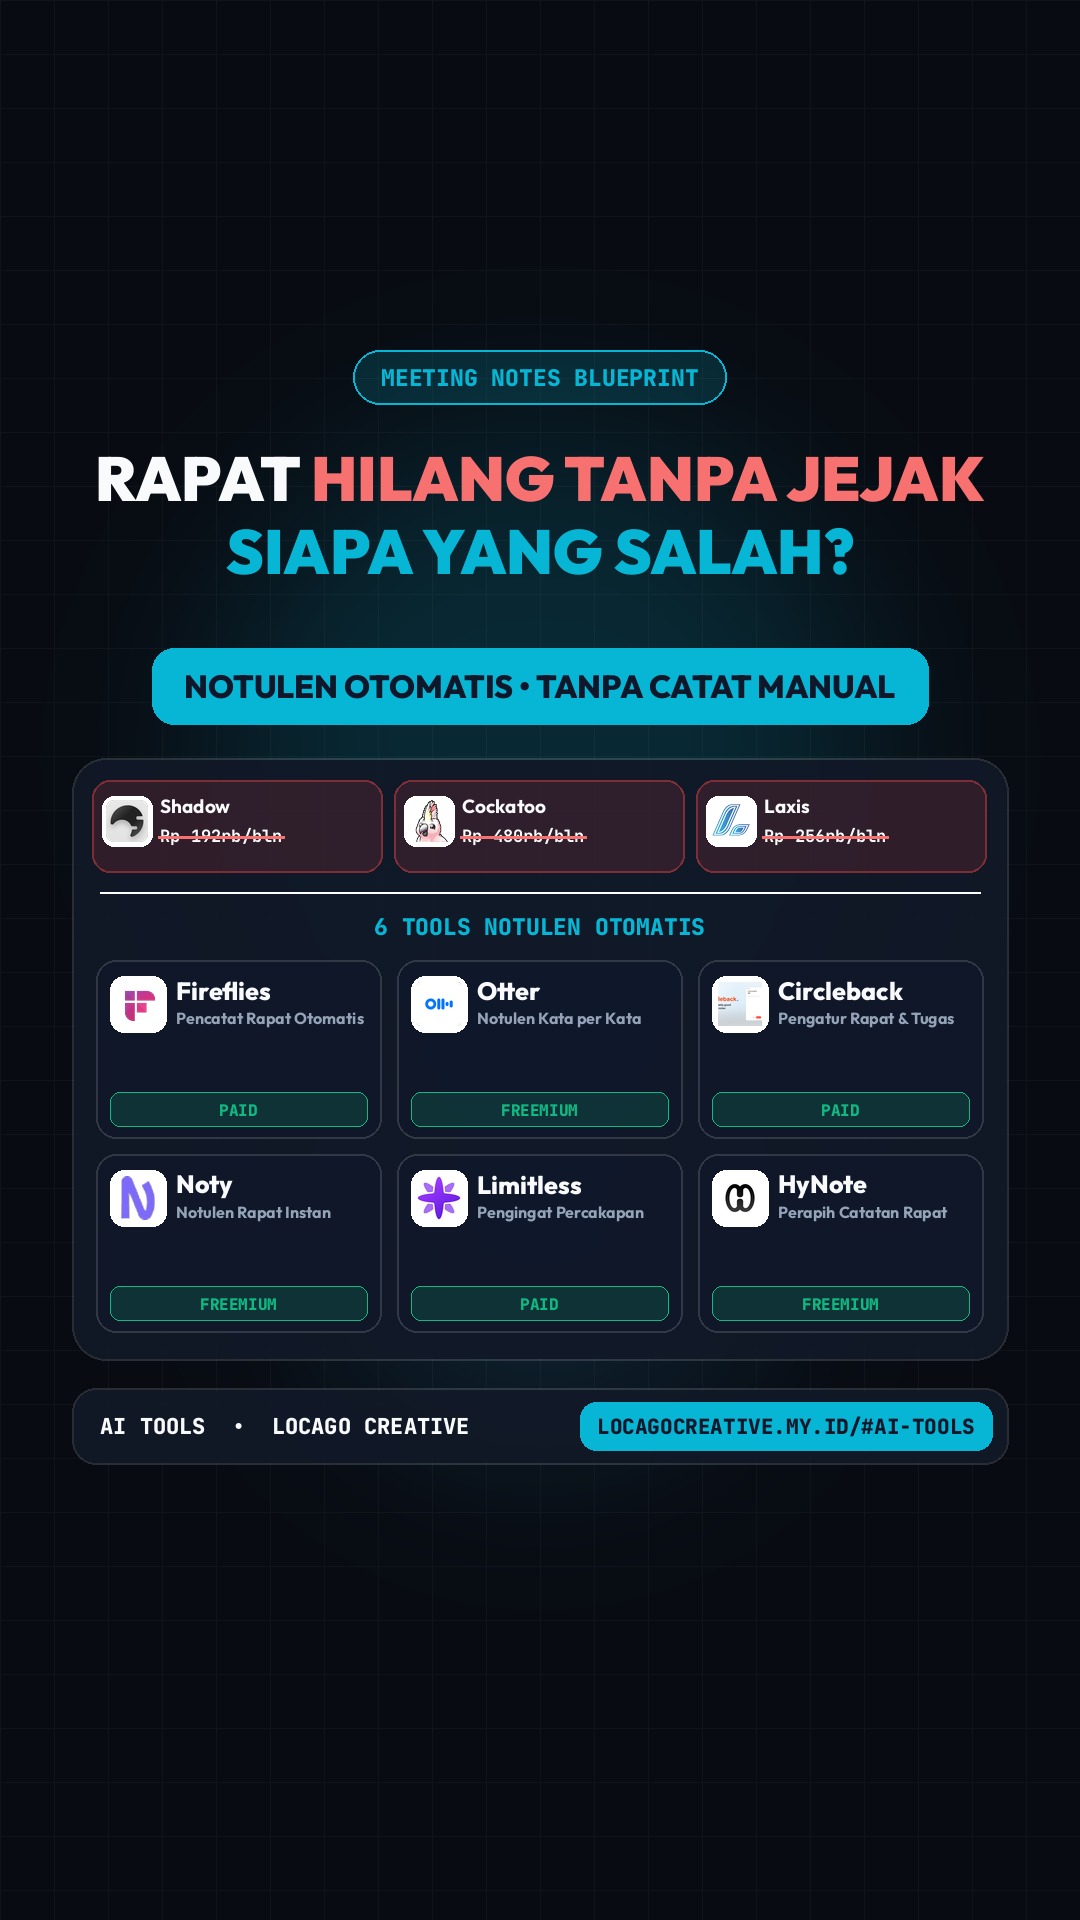 MEETING NOTES BLUEPRINT
RAPAT HILANG TANPA JEJAK
SIAPA YANG SALAH?
NOTULEN OTOMATIS • TANPA CATAT MANUAL
Shadow
Rp 192rb/bln
Cockatoo
Rp 480rb/bln
Laxis
Rp 256rb/bln
6 TOOLS NOTULEN OTOMATIS
Fireflies
Pencatat Rapat Otomatis
PAID
Otter
Notulen Kata per Kata
FREEMIUM
leback.
Circleback
Pengatur Rapat & Tugas
PAID
Noty
Notulen Rapat Instan
FREEMIUM
Limitless
Pengingat Percakapan
PAID
HyNote
Perapih Catatan Rapat
FREEMIUM
AI TOOLS • LOCAGO CREATIVE
LOCAGOCREATIVE.MY.ID/#AI-TOOLS